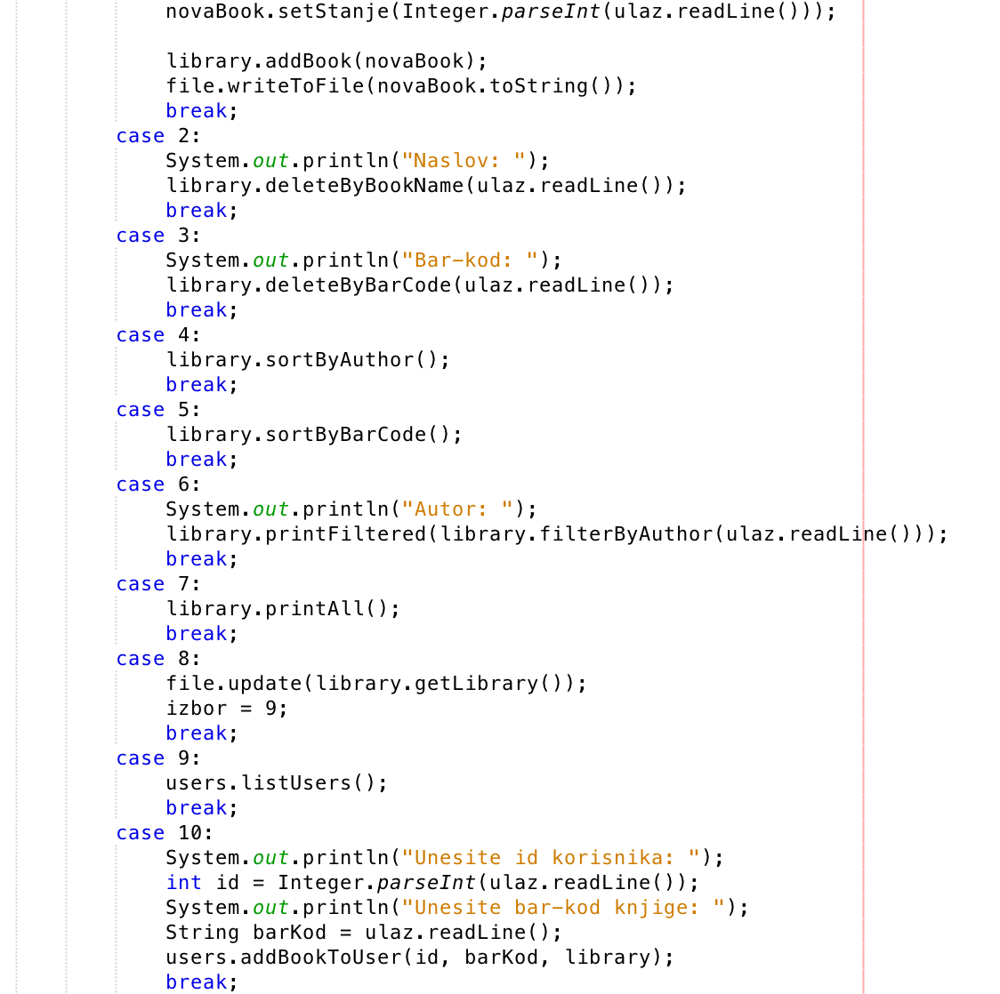 novaBook.setStanje(Integer.parseInt(ulaz.readLine()));
library.addBook(novaBook);
file.writeToFile(novaBook.toString());
break;
case 2:
System.out.println("Naslov: ");
library.deleteByBookName(ulaz.readLine());
break;
case 3:
System.out.println("Bar-kod: ");
library.deleteByBarCode(ulaz.readLine());
break;
case 4:
library.sortByAuthor();
break;
case 5:
library.sortByBarCode();
break;
case 6:
System.out.println("Autor: ");
library.printFiltered(library.filterByAuthor(ulaz.readLine()));
break;
case 7:
library.printAll();
break;
case 8:
file.update(library.getLibrary());
izbor = 9;
break;
case 9:
users.listUsers();
break;
case 10:
System.out.println("Unesite id korisnika: ");
int id = Integer.parseInt(ulaz.readLine());
System.out.println("Unesite bar-kod knjige: ");
String barKod = ulaz.readLine();
users.addBookToUser(id, barKod, library);
break;